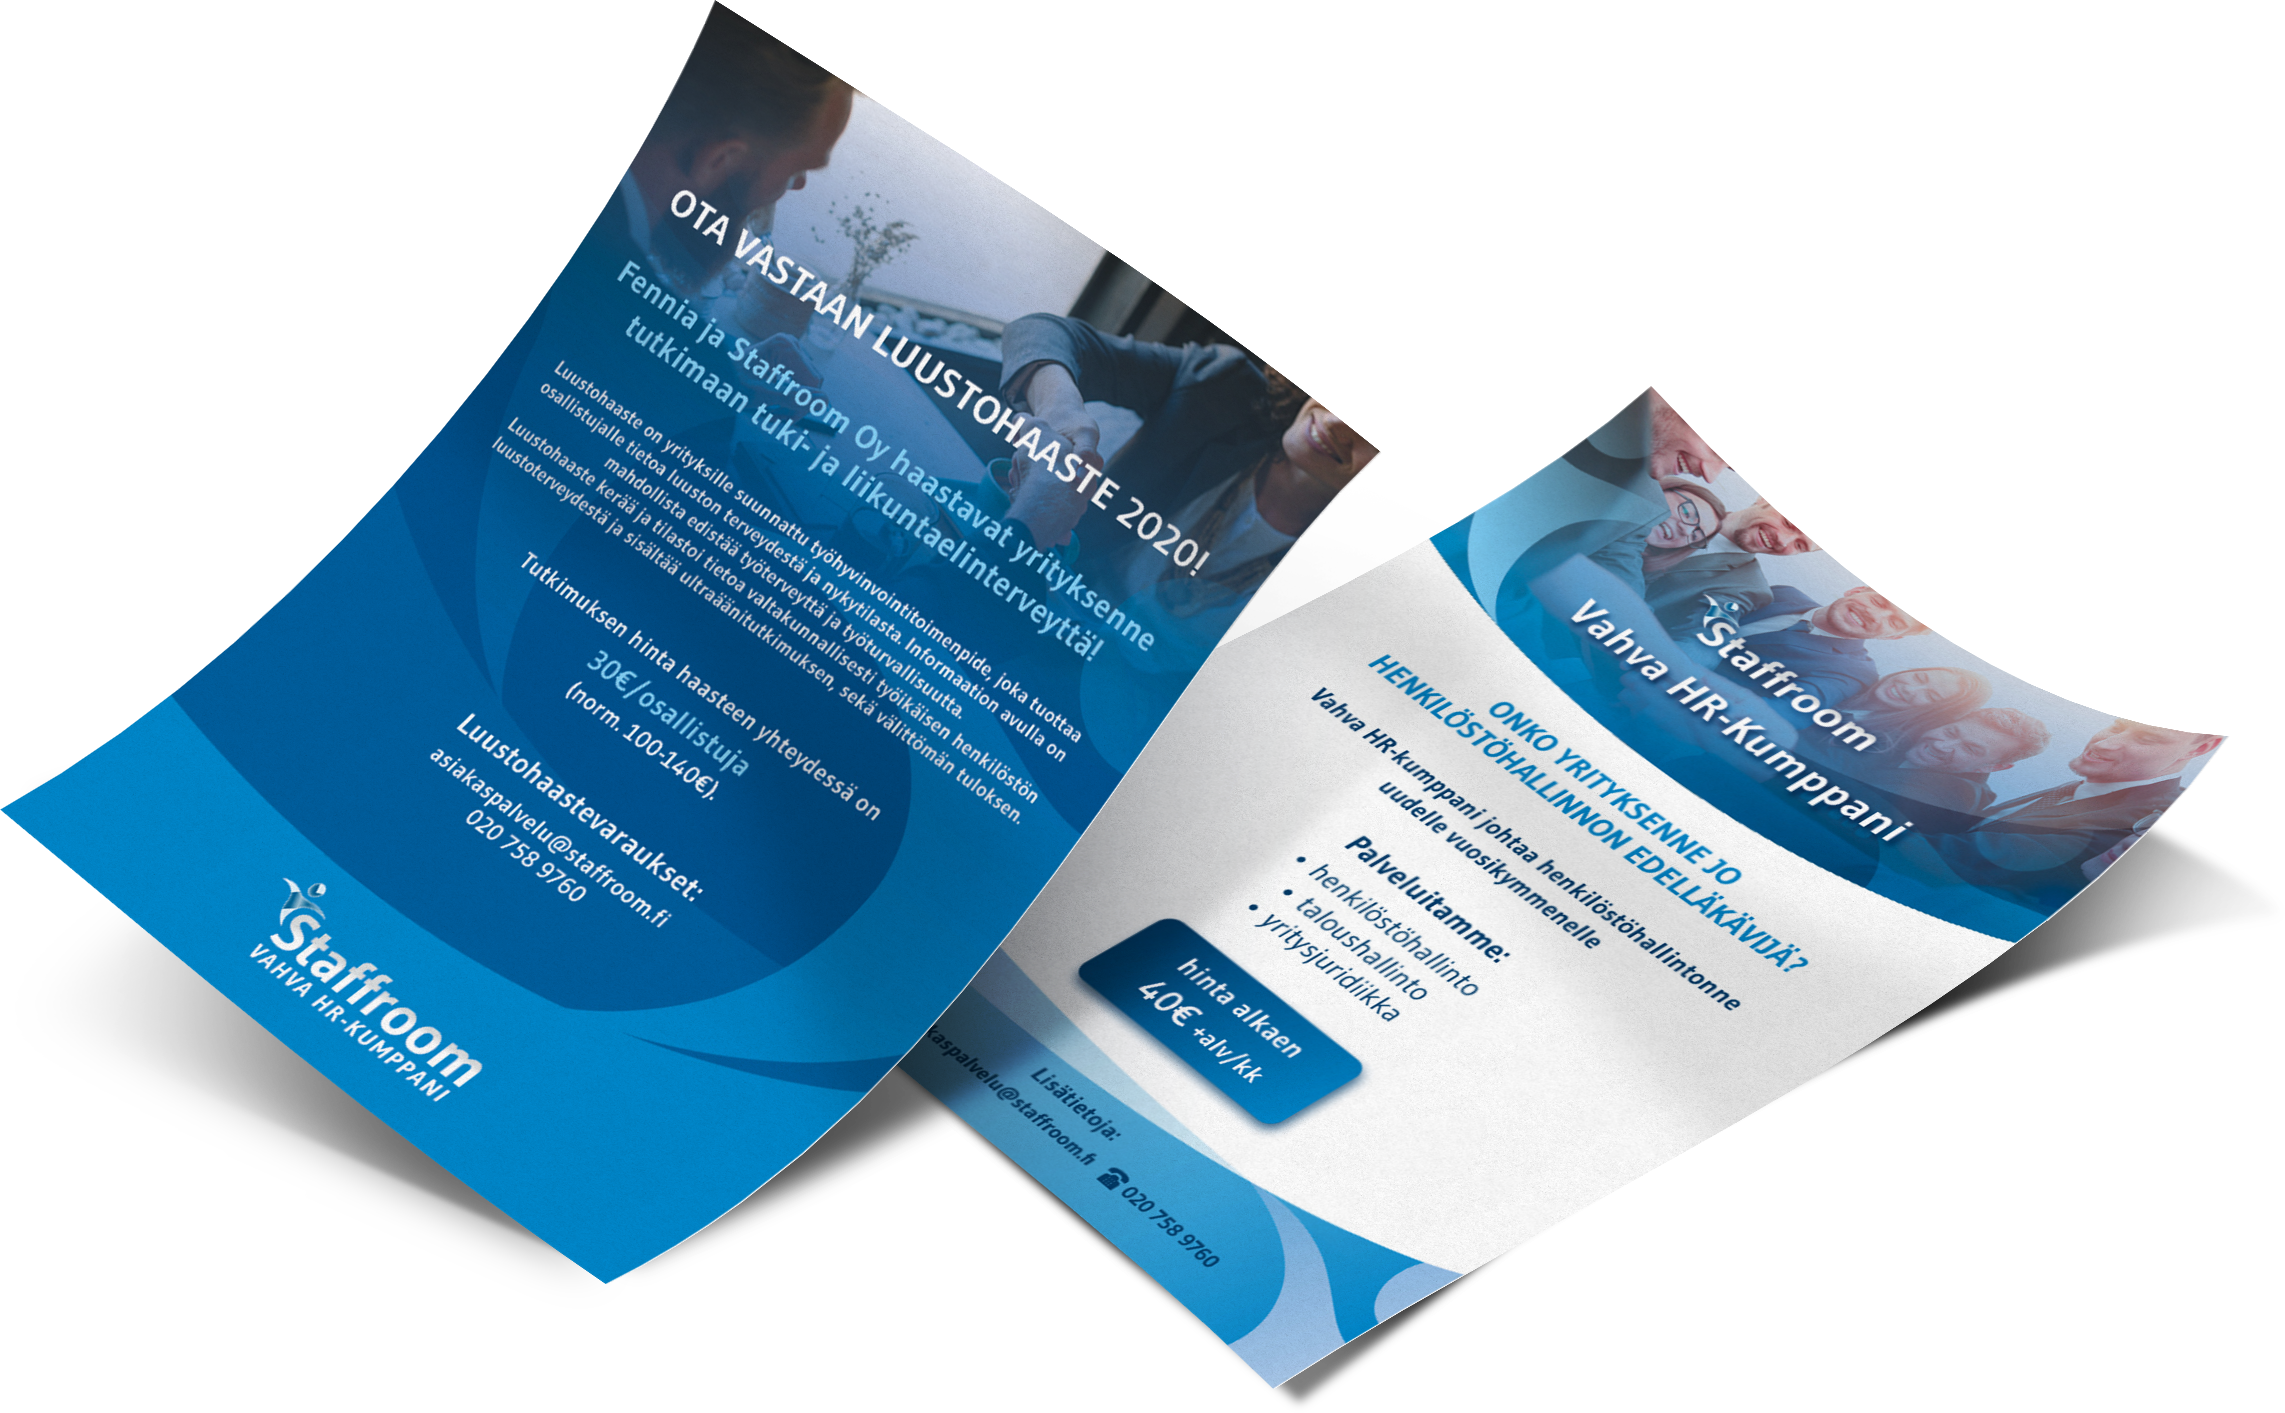 OTA VASTAAN LUUSTOHAASTE 2020!
Fennia ja Staffroom Oy haastavat yrityksenne
tutkimaan tuki- ja liikuntaelinterveyttä!
Luustohaaste on yrityksille suunnattu työhyvinvointitoimenpide, joka tuottaa
osallistujalle tietoa luuston terveydestä ja nykytilasta. Informaation avulla on
mahdollista edistää työterveyttä ja työturvallisuutta.
Luustohaaste kerää ja tilastoi tietoa valtakunnallisesti työikäisen henkilöstön
luustoterveydestä ja sisältää ultraäänitutkimuksen, sekä välittömän tuloksen.
Tutkimuksen hinta haasteen yhteydessä on
30€/osallistuja
(norm. 100-140€).
Luustohaastevaraukset:
asiakaspalvelu@staffroom.fi
020 758 9760
Staffroom
VAHVA HR-KUMPPANI
Staffroom
Vahva HR-Kumppani
ONKO YRITYKSENNE JO
HENKILÖSTÖHALLINNON EDELLÄKÄVIJÄ?
Vahva HR-kumppani johtaa henkilöstöhallintonne
uudelle vuosikymmenelle
Palveluitamme:
• henkilöstöhallinto
• taloushallinto
• yritysjuridiikka
hinta alkaen
40€ +alv/kk
Lisätietoja:
kaspalvelu@staffroom.fi ☎ 020 758 9760